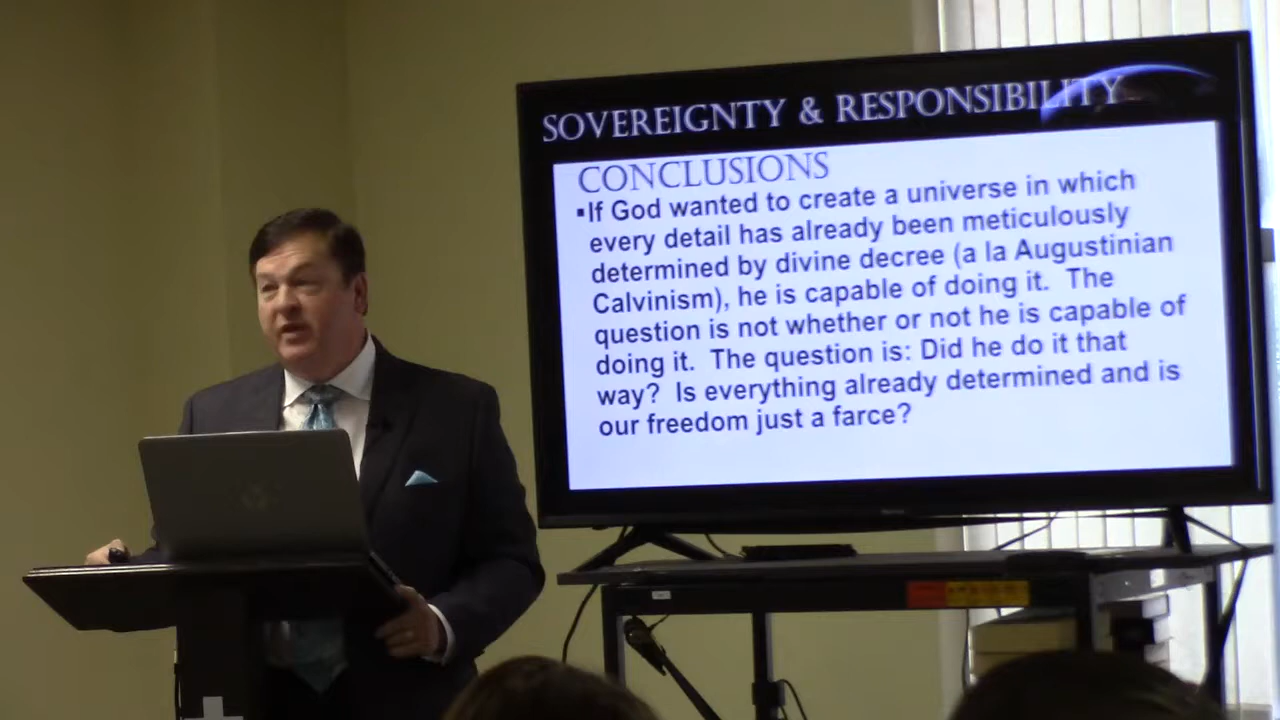 SOVEREIGNTY & RESPONSIBILITY
CONCLUSIONS
▪If God wanted to create a universe in which
every detail has already been meticulously
determined by divine decree (a la Augustinian
Calvinism), he is capable of doing it. The
question is not whether or not he is capable of
doing it. The question is: Did he do it that
way? Is everything already determined and is
our freedom just a farce?